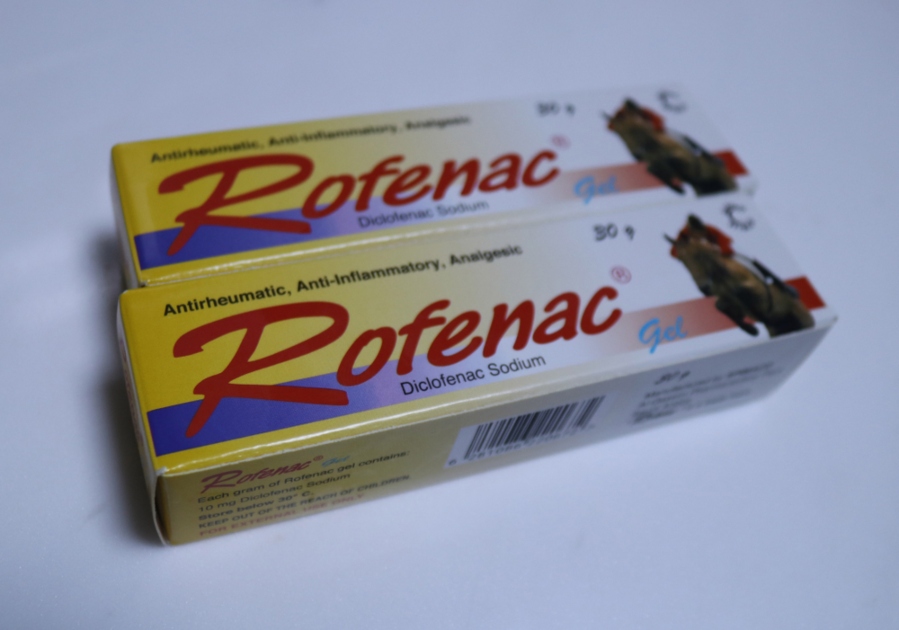 Antirheumatic, Anti-Inflammatory, Analgesic
30 g
Rofenac®
Gel
Diclofenac Sodium
Antirheumatic, Anti-Inflammatory, Analgesic
30 g
Rofenac®
Gel
Diclofenac Sodium
Rofenac® Gel
Each gram of Rofenac gel contains:
10 mg Diclofenac Sodium
Store below 30° C.
KEEP OUT OF THE REACH OF CHILDREN
FOR EXTERNAL USE ONLY
30 g